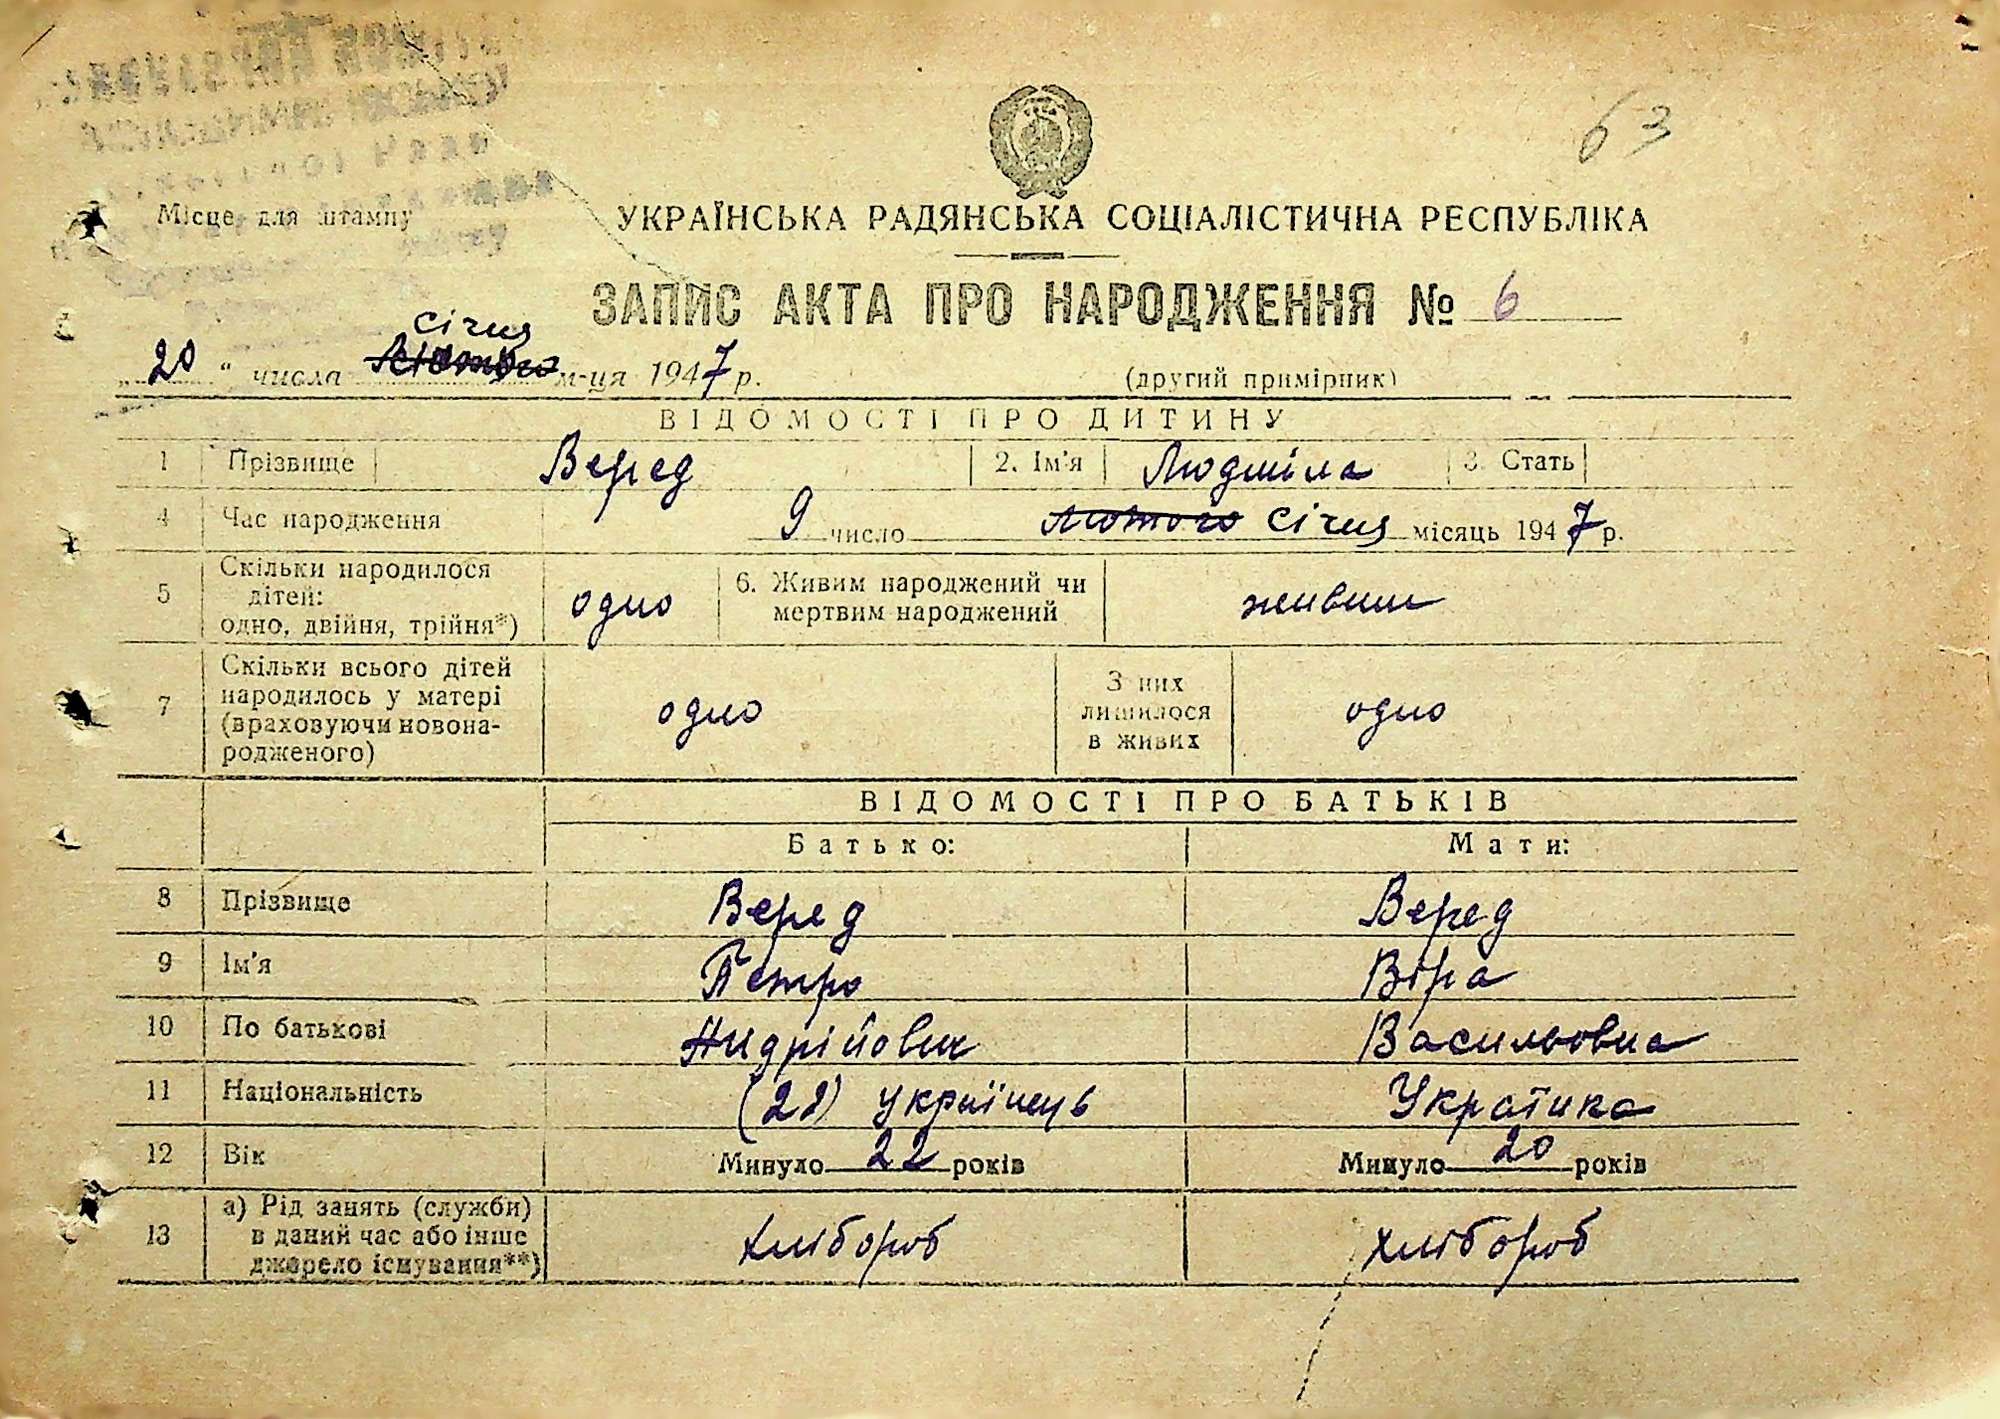 63
Місце для штампу
УКРАЇНСЬКА РАДЯНСЬКА СОЦІАЛІСТИЧНА РЕСПУБЛІКА
ЗАПИС АКТА ПРО НАРОДЖЕННЯ № 6
січня
„20“ числа Лютого м-ця 1947 р.
(другий примірник)
ВІДОМОСТІ ПРО ДИТИНУ
1 Прізвище Веред 2. Ім'я Людміла 3. Стать
4 Час народження 9 число лютого січня місяць 1947 р.
5 Скільки народилося дітей: одно, двійня, трійня*) одно 6. Живим народжений чи мертвим народжений живим
7 Скільки всього дітей народилось у матері (враховуючи новонародженого) одно З них лишилося в живих одно
ВІДОМОСТІ ПРО БАТЬКІВ
Батько: Мати:
8 Прізвище Веред Веред
9 Ім'я Петро Віра
10 По батькові Андрійович Васильовна
11 Національність українець Українка
12 Вік Минуло 22 років Минуло 20 років
13 а) Рід занять (служби) в даний час або інше джерело існування**) хлібороб хлібороб